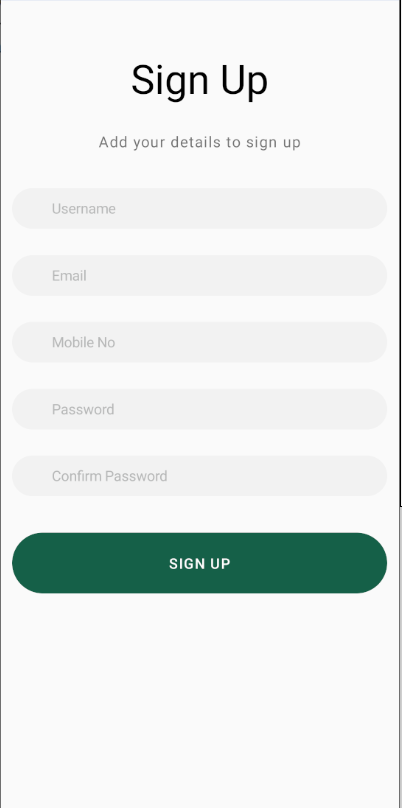 Sign Up
Add your details to sign up
Username
Email
Mobile No
Password
Confirm Password
SIGN UP